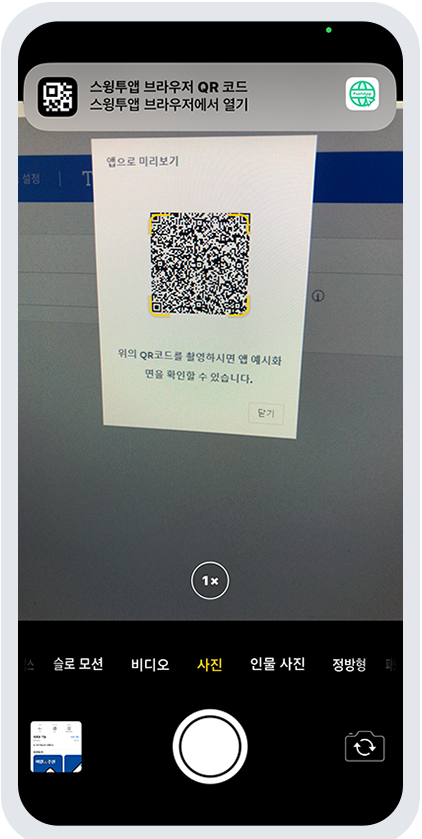 스윙투앱 브라우저 QR 코드
스윙투앱 브라우저에서 열기
설정
앱으로 미리보기
위의 QR코드를 촬영하시면 앱 예시화
면을 확인할 수 있습니다.
닫기
1×
슬로 모션 비디오 사진 인물 사진 정방형